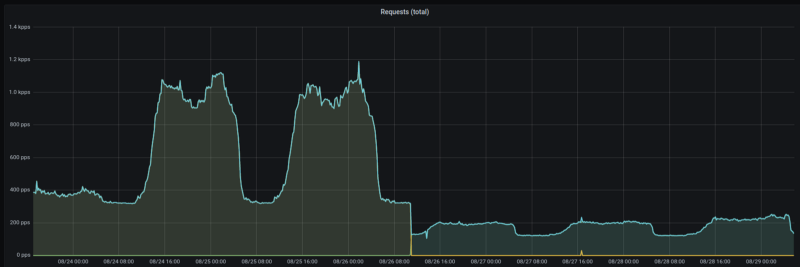 Requests (total)
1.4 kpps
1.2 kpps
1.0 kpps
800 pps
600 pps
400 pps
200 pps
0 pps
08/24 00:00 08/24 08:00 08/24 16:00 08/25 00:00 08/25 08:00 08/25 16:00 08/26 00:00 08/26 08:00 08/26 16:00 08/27 00:00 08/27 08:00 08/27 16:00 08/28 00:00 08/28 08:00 08/28 16:00 08/29 00:00